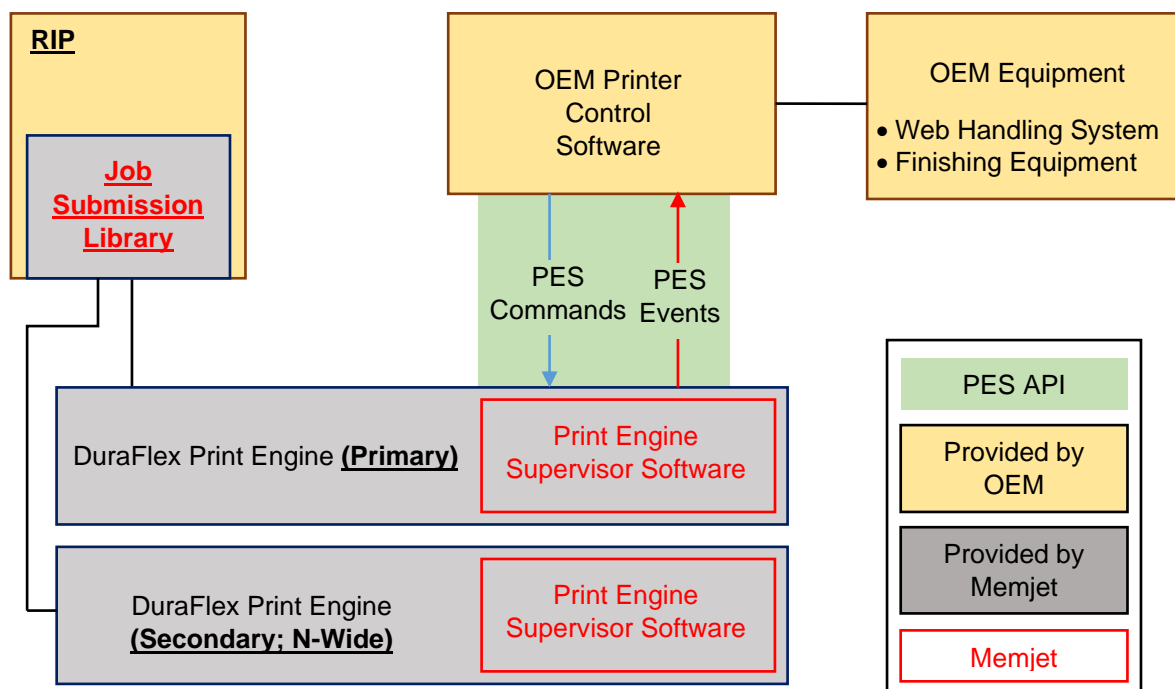 RIP
Job
Submission
Library
OEM Printer
Control
Software
OEM Equipment
• Web Handling System
• Finishing Equipment
PES
Commands
PES
Events
DuraFlex Print Engine (Primary)
Print Engine
Supervisor Software
DuraFlex Print Engine
(Secondary; N-Wide)
Print Engine
Supervisor Software
PES API
Provided by
OEM
Provided by
Memjet
Memjet